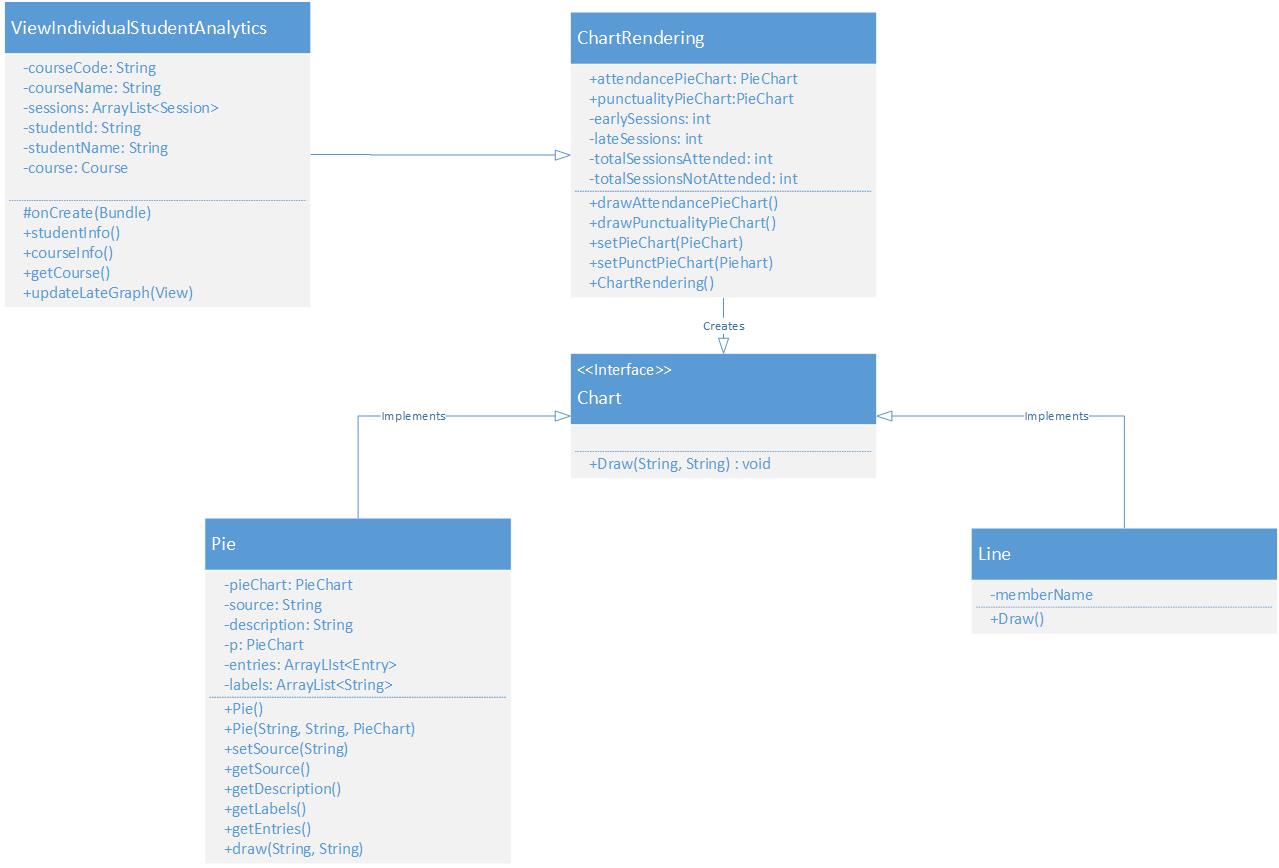 ViewIndividualStudentAnalytics
-courseCode: String
-courseName: String
-sessions: ArrayList<Session>
-studentId: String
-studentName: String
-course: Course
#onCreate(Bundle)
+studentInfo()
+courseInfo()
+getCourse()
+updateLateGraph(View)
ChartRendering
+attendancePieChart: PieChart
+punctualityPieChart:PieChart
-earlySessions: int
-lateSessions: int
-totalSessionsAttended: int
-totalSessionsNotAttended: int
+drawAttendancePieChart()
+drawPunctualityPieChart()
+setPieChart(PieChart)
+setPunctPieChart(Piehart)
+ChartRendering()
Creates
<<Interface>>
Chart
+Draw(String, String) : void
Implements
Implements
Pie
-pieChart: PieChart
-source: String
-description: String
-p: PieChart
-entries: ArrayLIst<Entry>
-labels: ArrayList<String>
+Pie()
+Pie(String, String, PieChart)
+setSource(String)
+getSource()
+getDescription()
+getLabels()
+getEntries()
+draw(String, String)
Line
-memberName
+Draw()